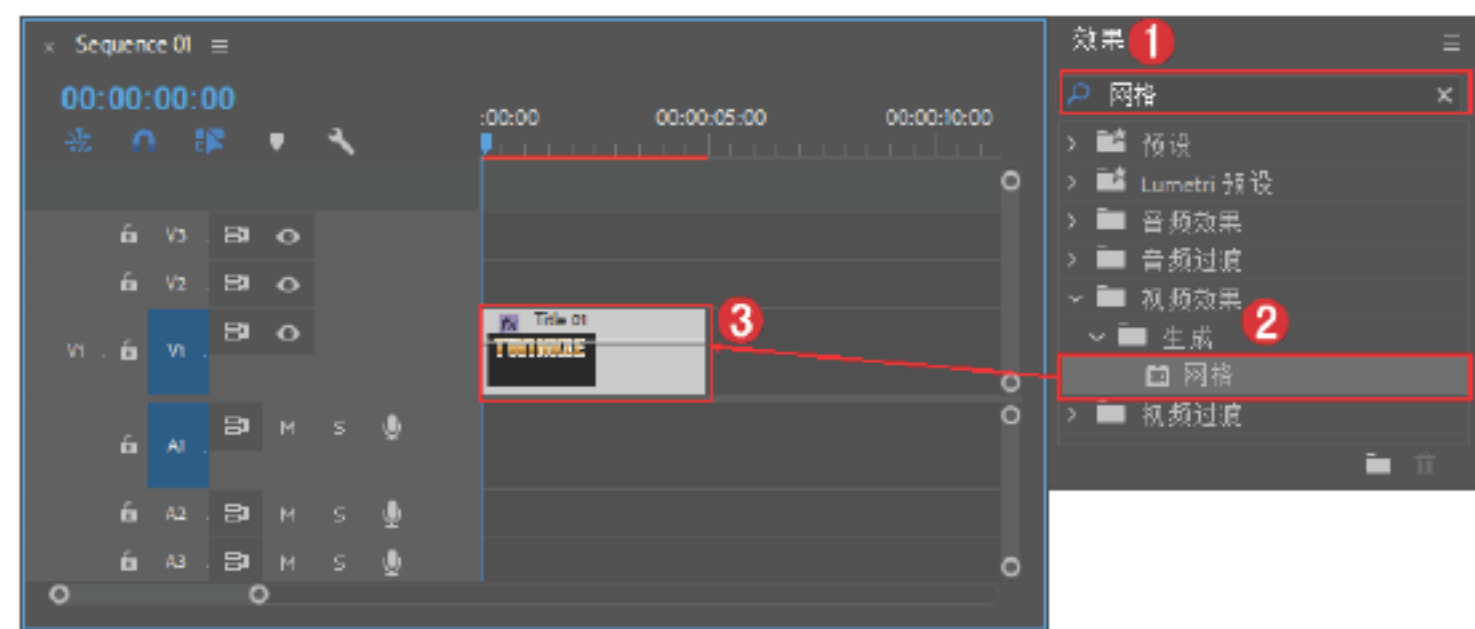 Sequence 01
00:00:00:00
:00:00 00:00:05:00 00:00:10:00
V3
V2
Title 01
V1 V1
A1 M S
A2 M S
A3 M S
3
效果 1
网格
预设
Lumetri 预设
音频效果
音频过渡
视频效果
2
生成
网格
视频过渡